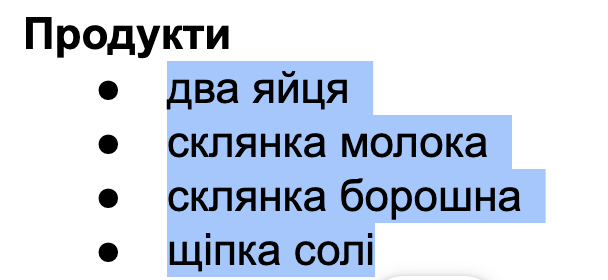 Продукти
● два яйця
● склянка молока
● склянка борошна
● щіпка солі